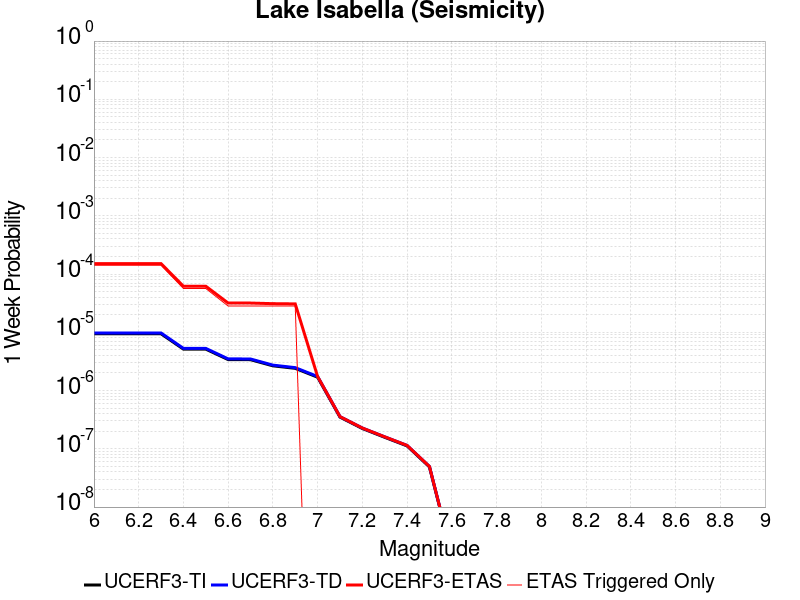 Lake Isabella (Seismicity)
1 Week Probability
10^0
10^-1
10^-2
10^-3
10^-4
10^-5
10^-6
10^-7
10^-8
6 6.2 6.4 6.6 6.8 7 7.2 7.4 7.6 7.8 8 8.2 8.4 8.6 8.8 9
Magnitude
UCERF3-TI UCERF3-TD UCERF3-ETAS ETAS Triggered Only